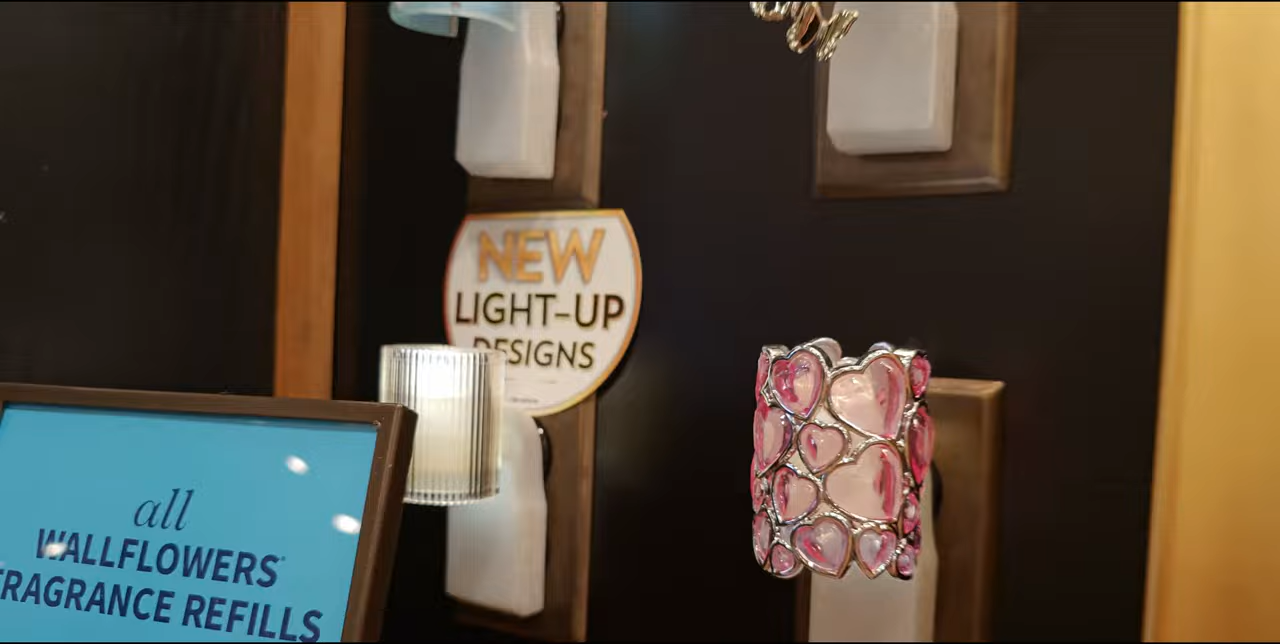 NEW
LIGHT-UP
DESIGNS
all
WALLFLOWERS
FRAGRANCE REFILLS